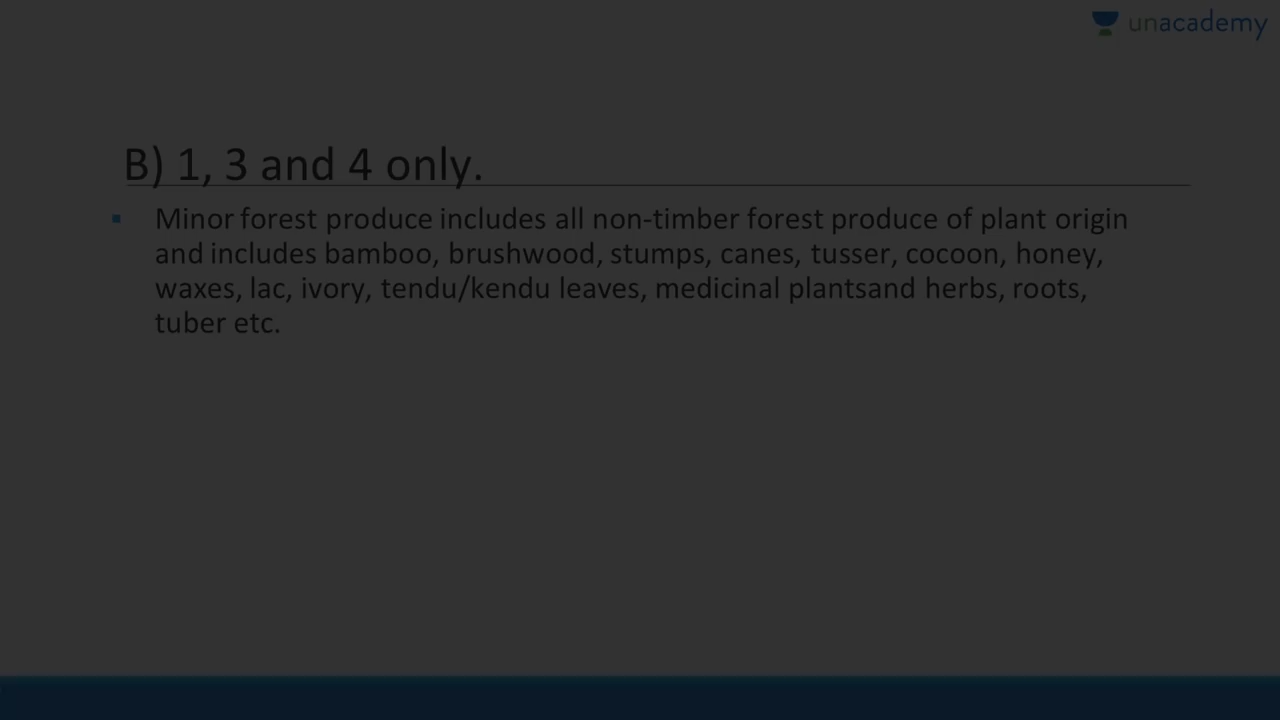 unacademy
B) 1, 3 and 4 only.
▪ Minor forest produce includes all non-timber forest produce of plant origin
and includes bamboo, brushwood, stumps, canes, tusser, cocoon, honey,
waxes, lac, ivory, tendu/kendu leaves, medicinal plantsand herbs, roots,
tuber etc.